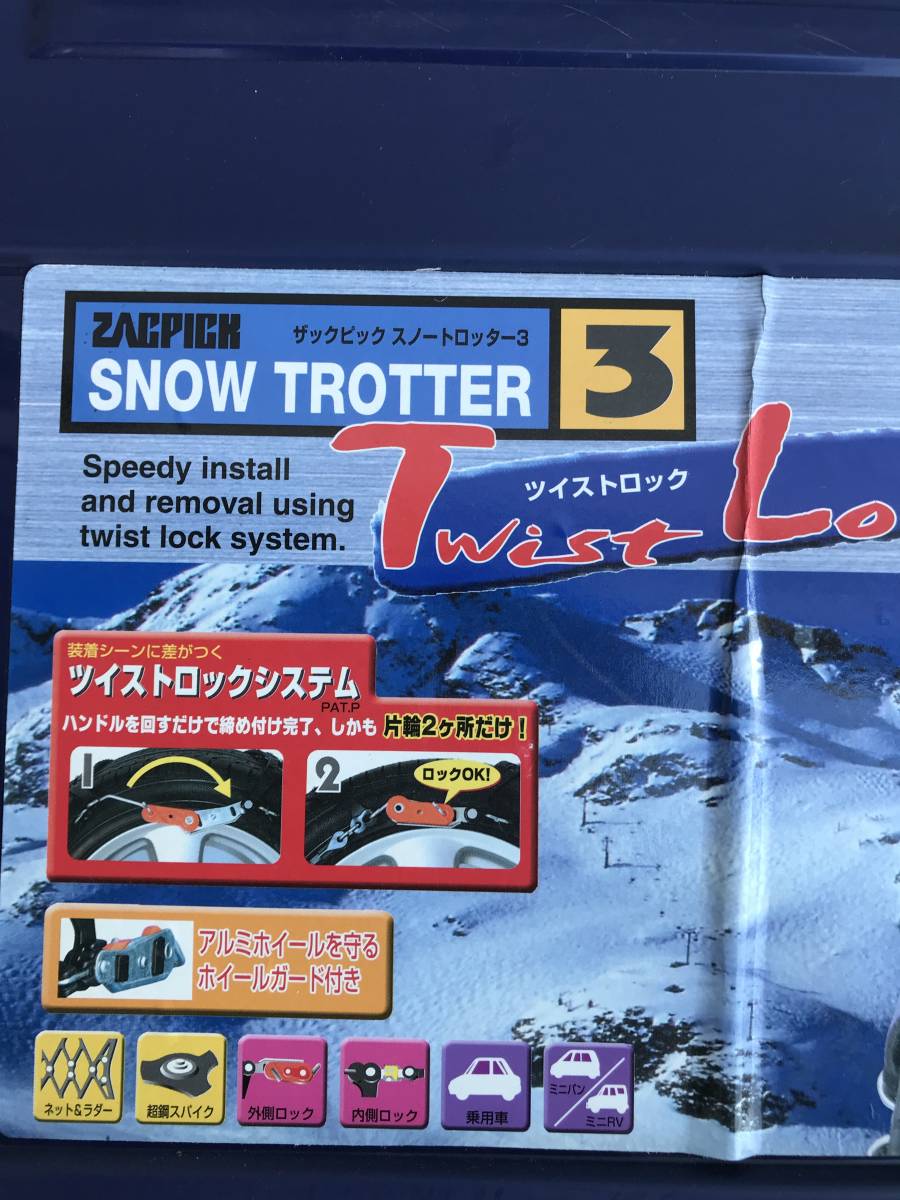 ZACPICK ザックピック スノートロッター3
SNOW TROTTER 3
Speedy install
and removal using
twist lock system.
ツイストロック
Twist Lo
装着シーンに差がつく
ツイストロックシステム
PAT.P
ハンドルを回すだけで締め付け完了、しかも 片輪2ヶ所だけ!
1
2
ロックOK!
アルミホイールを守る
ホイールガード付き
ネット&ラダー
超鋼スパイク
外側ロック
内側ロック
乗用車
ミニバン
ミニRV